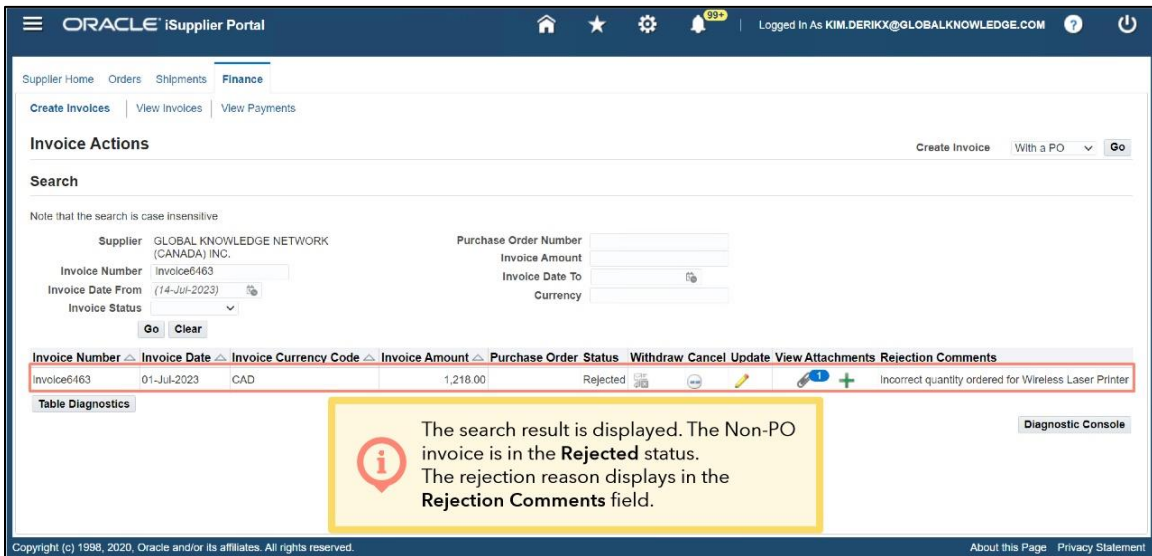 ORACLE iSupplier Portal
99+
Logged In As KIM.DERIKX@GLOBALKNOWLEDGE.COM
?
Supplier Home Orders Shipments Finance
Create Invoices View Invoices View Payments
Invoice Actions
Create Invoice With a PO Go
Search
Note that the search is case insensitive
Supplier GLOBAL KNOWLEDGE NETWORK (CANADA) INC.
Invoice Number Invoice6463
Invoice Date From (14-Jul-2023)
Invoice Status
Purchase Order Number
Invoice Amount
Invoice Date To
Currency
Go Clear
Invoice Number Invoice Date Invoice Currency Code Invoice Amount Purchase Order Status Withdraw Cancel Update View Attachments Rejection Comments
Invoice6463 01-Jul-2023 CAD 1,218.00 Rejected 1 Incorrect quantity ordered for Wireless Laser Printer
Table Diagnostics
Diagnostic Console
i
The search result is displayed. The Non-PO
invoice is in the Rejected status.
The rejection reason displays in the
Rejection Comments field.
Copyright (c) 1998, 2020, Oracle and/or its affiliates. All rights reserved.
About this Page Privacy Statement